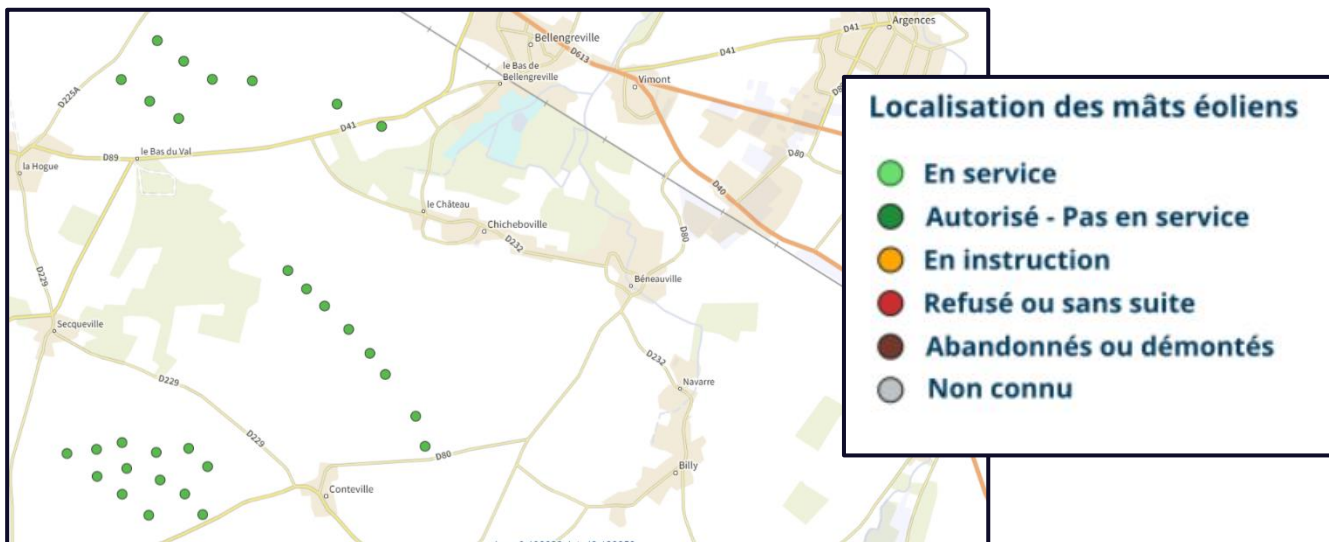 Argences
D41
Bellengreville
D613
D41
le Bas de
Bellengreville
Vimont
D225A
D41
D89
le Bas du Val
la Hogue
D80
D40
le Château
Chicheboville
D232
D80
D229
Béneauville
Secqueville
D232
D229
Navarre
D229
D80
Billy
Conteville
Localisation des mâts éoliens
En service
Autorisé - Pas en service
En instruction
Refusé ou sans suite
Abandonnés ou démontés
Non connu